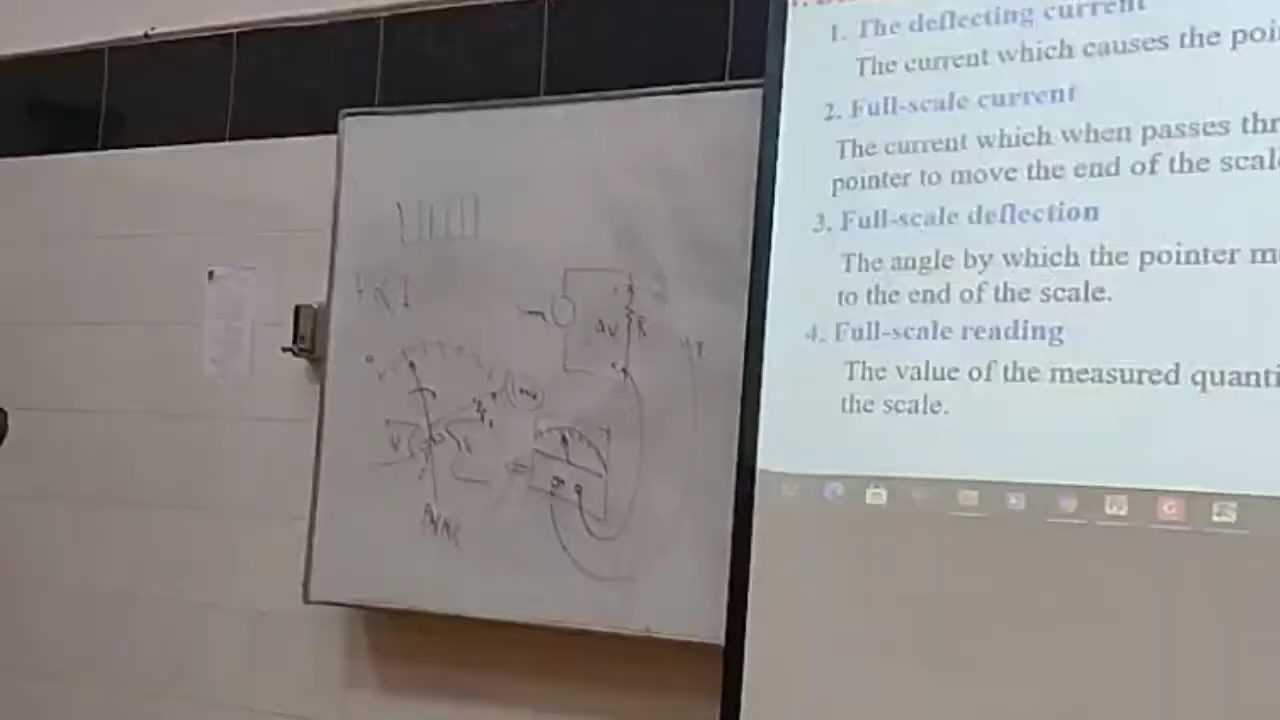 1. The deflecting current
The current which causes the poi
2. Full-scale current
The current which when passes thr
pointer to move the end of the scal
3. Full-scale deflection
The angle by which the pointer m
to the end of the scale.
4. Full-scale reading
The value of the measured quanti
the scale.
R